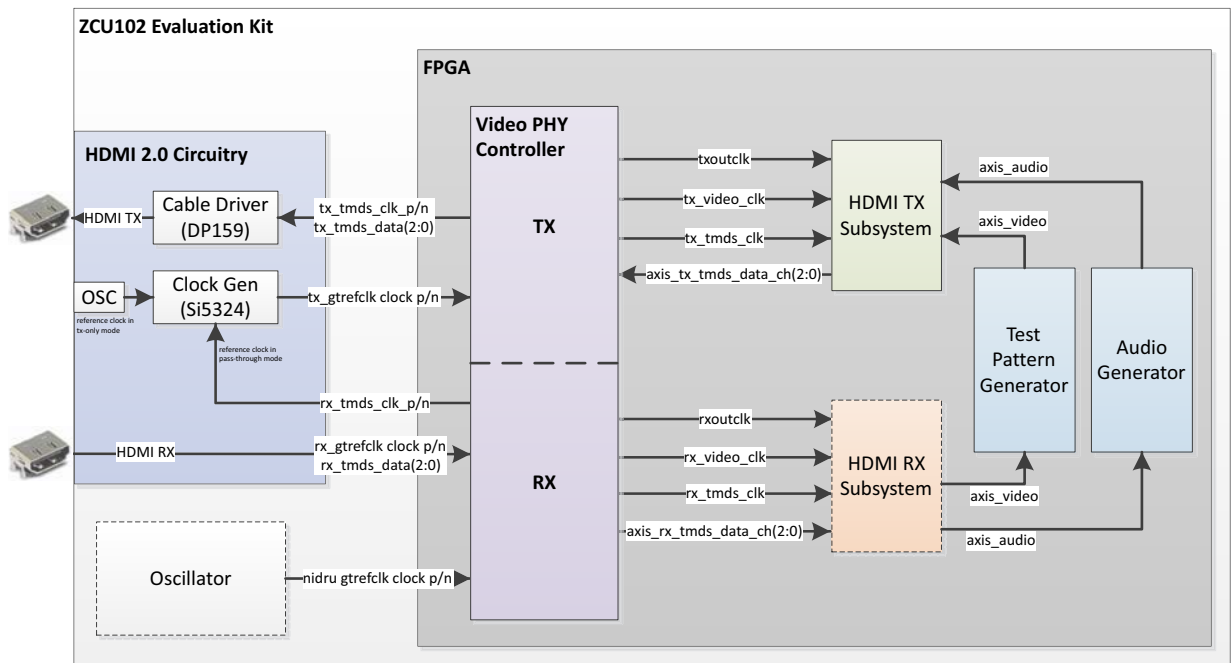 ZCU102 Evaluation Kit
FPGA
HDMI 2.0 Circuitry
HDMI TX
Cable Driver
(DP159)
tx_tmds_clk_p/n
tx_tmds_data(2:0)
OSC
reference clock in
tx-only mode
Clock Gen
(Si5324)
tx_gtrefclk clock p/n
reference clock in
pass-through mode
rx_tmds_clk_p/n
HDMI RX
rx_gtrefclk clock p/n
rx_tmds_data(2:0)
Oscillator
nidru gtrefclk clock p/n
Video PHY
Controller
TX
RX
txoutclk
tx_video_clk
tx_tmds_clk
axis_tx_tmds_data_ch(2:0)
HDMI TX
Subsystem
axis_audio
axis_video
Test
Pattern
Generator
Audio
Generator
rxoutclk
rx_video_clk
rx_tmds_clk
axis_rx_tmds_data_ch(2:0)
HDMI RX
Subsystem
axis_video
axis_audio